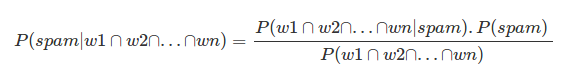 P(spam|w1 ∩ w2∩...∩wn) = P(w1 ∩ w2∩...∩wn|spam).P(spam) / P(w1 ∩ w2∩...∩wn)